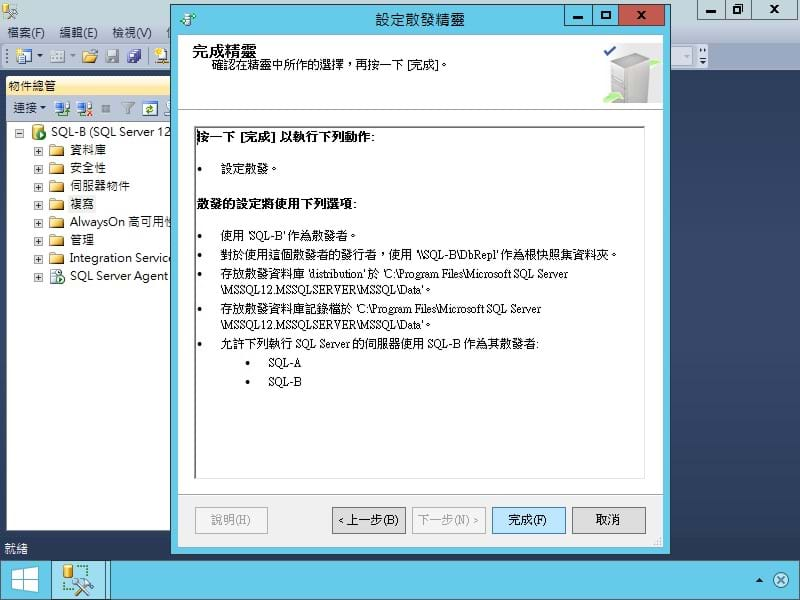 設定散發精靈
檔案(F) 編輯(E) 檢視(V)
物件總管
連接
SQL-B (SQL Server 12
資料庫
安全性
伺服器物件
複寫
AlwaysOn 高可用性
管理
Integration Service
SQL Server Agent
就緒
完成精靈
確認在精靈中所作的選擇，再按一下 [完成]。
按一下 [完成] 以執行下列動作:
• 設定散發。
散發的設定將使用下列選項:
• 使用 'SQL-B' 作為散發者。
• 對於使用這個散發者的發行者，使用 '\\SQL-B\DbRepl' 作為根快照集資料夾。
• 存放散發資料庫 'distribution' 於 'C:\Program Files\Microsoft SQL Server
\MSSQL12.MSSQLSERVER\MSSQL\Data'。
• 存放散發資料庫記錄檔於 'C:\Program Files\Microsoft SQL Server
\MSSQL12.MSSQLSERVER\MSSQL\Data'。
• 允許下列執行 SQL Server 的伺服器使用 SQL-B 作為其散發者:
• SQL-A
• SQL-B
說明(H) < 上一步(B) 下一步(N) > 完成(F) 取消